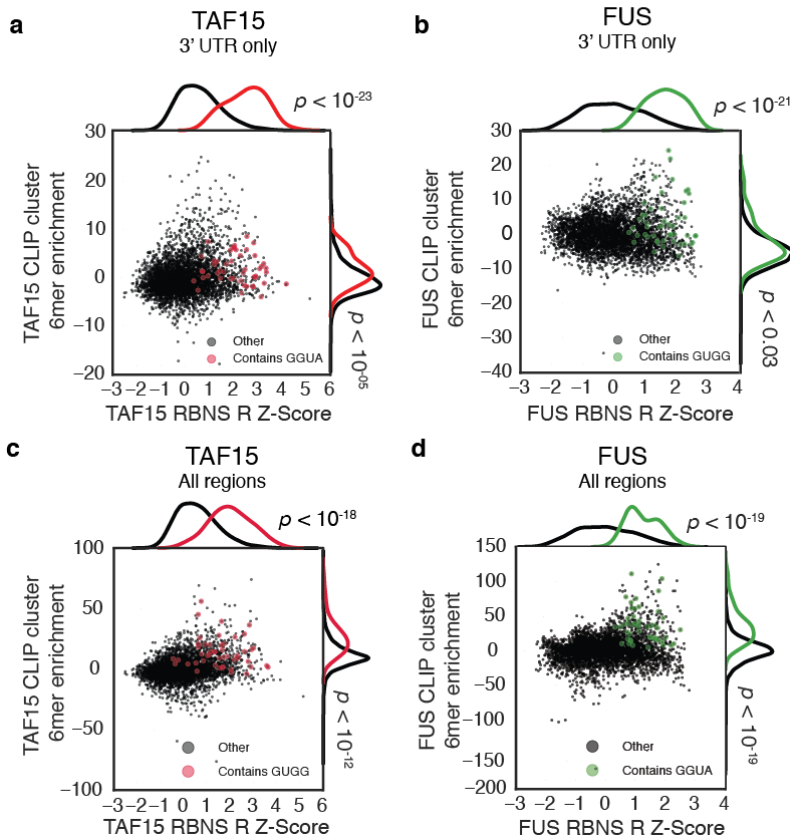 a
TAF15
3' UTR only
p < 10-23
30
20
10
0
−10
−20
TAF15 CLIP cluster
6mer enrichment
Other
Contains GGUA
p < 10-05
−3 −2 −1 0 1 2 3 4 5 6
TAF15 RBNS R Z-Score
b
FUS
3' UTR only
p < 10-21
30
20
10
0
−10
−20
−30
−40
FUS CLIP cluster
6mer enrichment
Other
Contains GUGG
p < 0.03
−3 −2 −1 0 1 2 3 4
FUS RBNS R Z-Score
c
TAF15
All regions
p < 10-18
100
50
0
−50
−100
TAF15 CLIP cluster
6mer enrichment
Other
Contains GUGG
p < 10-12
−3 −2 −1 0 1 2 3 4 5 6
TAF15 RBNS R Z-Score
d
FUS
All regions
p < 10-19
150
100
50
0
−50
−100
−150
−200
FUS CLIP cluster
6mer enrichment
Other
Contains GGUA
p < 10-19
−3 −2 −1 0 1 2 3 4
FUS RBNS R Z-Score